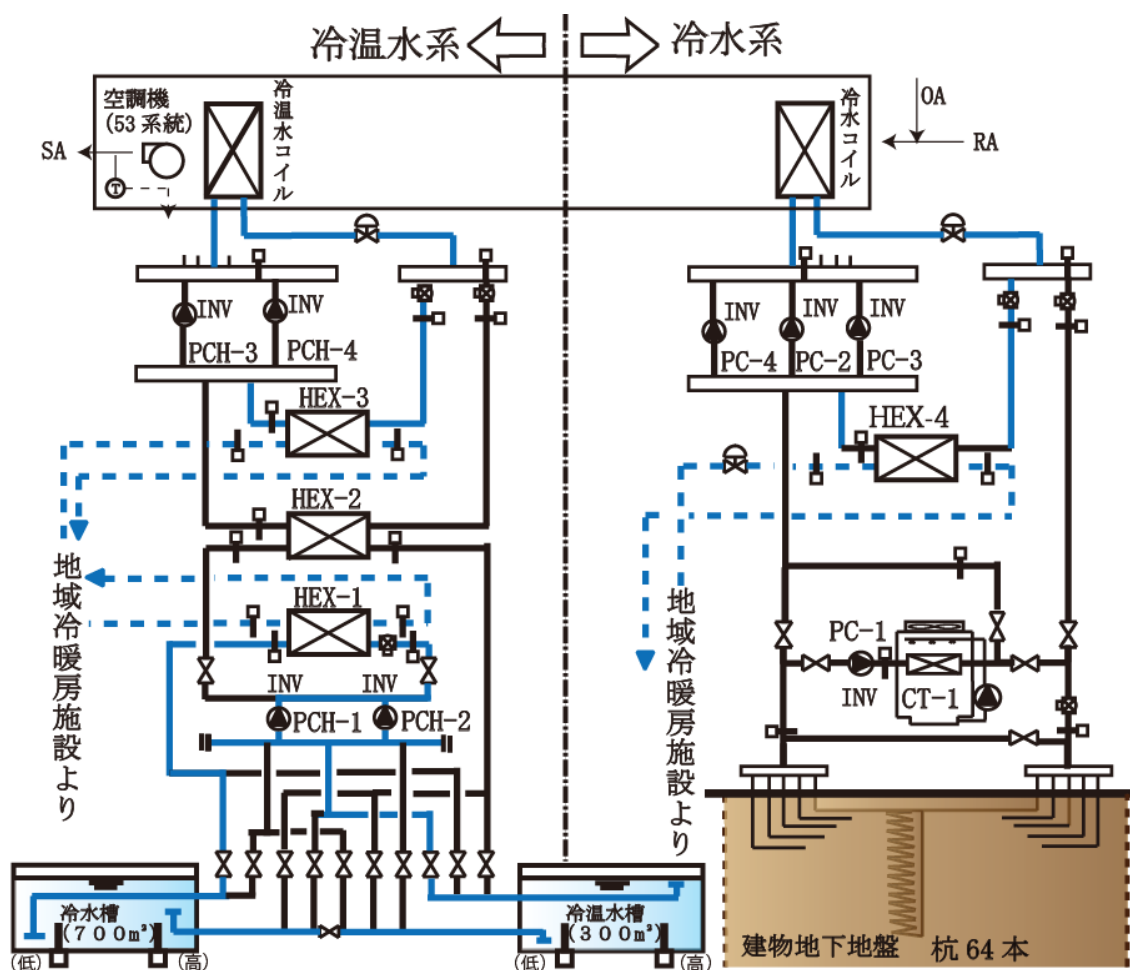 冷温水系
冷水系
空調機
(53系統)
冷温水コイル
冷水コイル
OA
SA
RA
T
INV
INV
INV
INV
INV
PCH-3
PCH-4
PC-4
PC-2
PC-3
HEX-3
HEX-4
HEX-2
地域冷暖房施設より
HEX-1
地域冷暖房施設より
PC-1
INV
INV
INV
CT-1
PCH-1
PCH-2
冷水槽
(700m³)
冷温水槽
(300m³)
建物地下地盤 杭64本
(低)
(高)
(低)
(高)